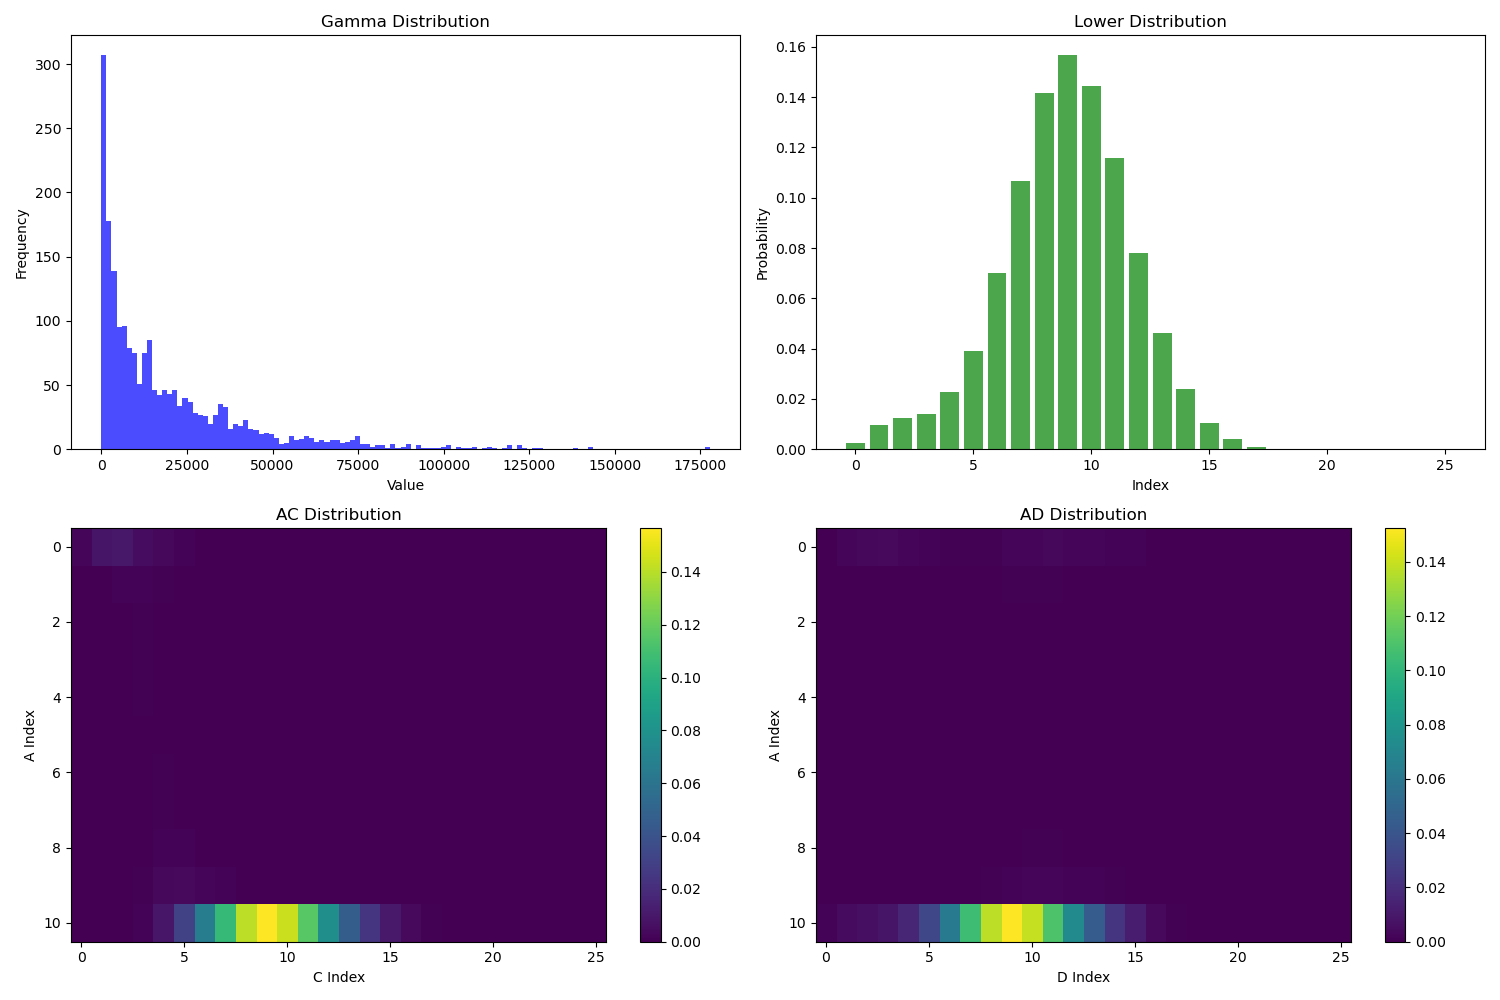 Gamma Distribution
Frequency
300
250
200
150
100
50
0
0 25000 50000 75000 100000 125000 150000 175000
Value
Lower Distribution
Probability
0.16
0.14
0.12
0.10
0.08
0.06
0.04
0.02
0.00
0 5 10 15 20 25
Index
AC Distribution
A Index
0
2
4
6
8
10
0 5 10 15 20 25
C Index
0.14
0.12
0.10
0.08
0.06
0.04
0.02
0.00
AD Distribution
A Index
0
2
4
6
8
10
0 5 10 15 20 25
D Index
0.14
0.12
0.10
0.08
0.06
0.04
0.02
0.00